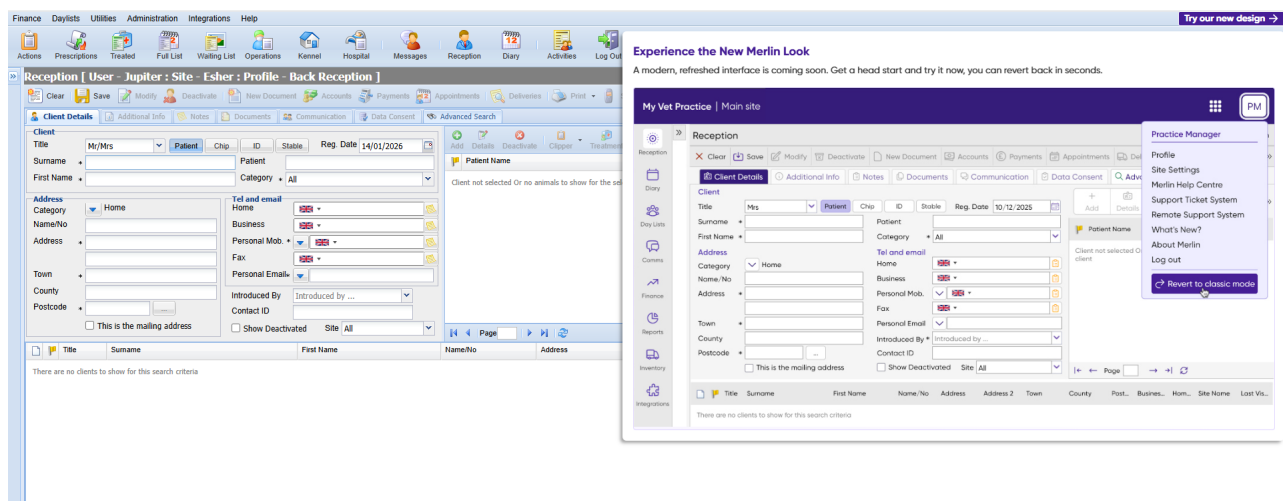 Finance Daylists Utilities Administration Integrations Help
Try our new design →
Actions Prescriptions Treated Full List Waiting List Operations Kennel Hospital Messages Reception Diary Activities Log Out
Reception [ User - Jupiter : Site - Esher : Profile - Back Reception ]
Clear Save Modify Deactivate New Document Accounts Payments Appointments Deliveries Print
Client Details Additional Info Notes Documents Communication Data Consent Advanced Search
Client
Title Mr/Mrs Patient Chip ID Stable Reg. Date 14/01/2026
Surname Patient
First Name Category All
Address
Category Home
Name/No
Address
Town
County
Postcode ...
This is the mailing address
Tel and email
Home
Business
Personal Mob.
Fax
Personal Email
Introduced By Introduced by ...
Contact ID
Show Deactivated Site All
Add Details Deactivate Clipper Treatment
Patient Name
Client not selected Or no animals to show for the sel
Page
Title Surname First Name Name/No Address
There are no clients to show for this search criteria
Experience the New Merlin Look
A modern, refreshed interface is coming soon. Get a head start and try it now, you can revert back in seconds.
My Vet Practice | Main site
PM
Reception
Diary
Day Lists
Comms
Finance
Reports
Inventory
Integrations
Reception
Clear Save Modify Deactivate New Document Accounts Payments Appointments Del
Client Details Additional Info Notes Documents Communication Data Consent Adv
Client
Title Mrs Patient Chip ID Stable Reg. Date 10/12/2025
Surname Patient
First Name Category All
Address
Category Home
Name/No
Address
Town
County
Postcode ...
This is the mailing address
Tel and email
Home
Business
Personal Mob.
Fax
Personal Email
Introduced By Introduced by ...
Contact ID
Show Deactivated Site All
Add Details
Patient Name
Client not selected O
client
Page
Title Surname First Name Name/No Address Address 2 Town County Post... Busines... Hom... Site Name Last Vis...
There are no clients to show for this search criteria
Practice Manager
Profile
Site Settings
Merlin Help Centre
Support Ticket System
Remote Support System
What's New?
About Merlin
Log out
Revert to classic mode